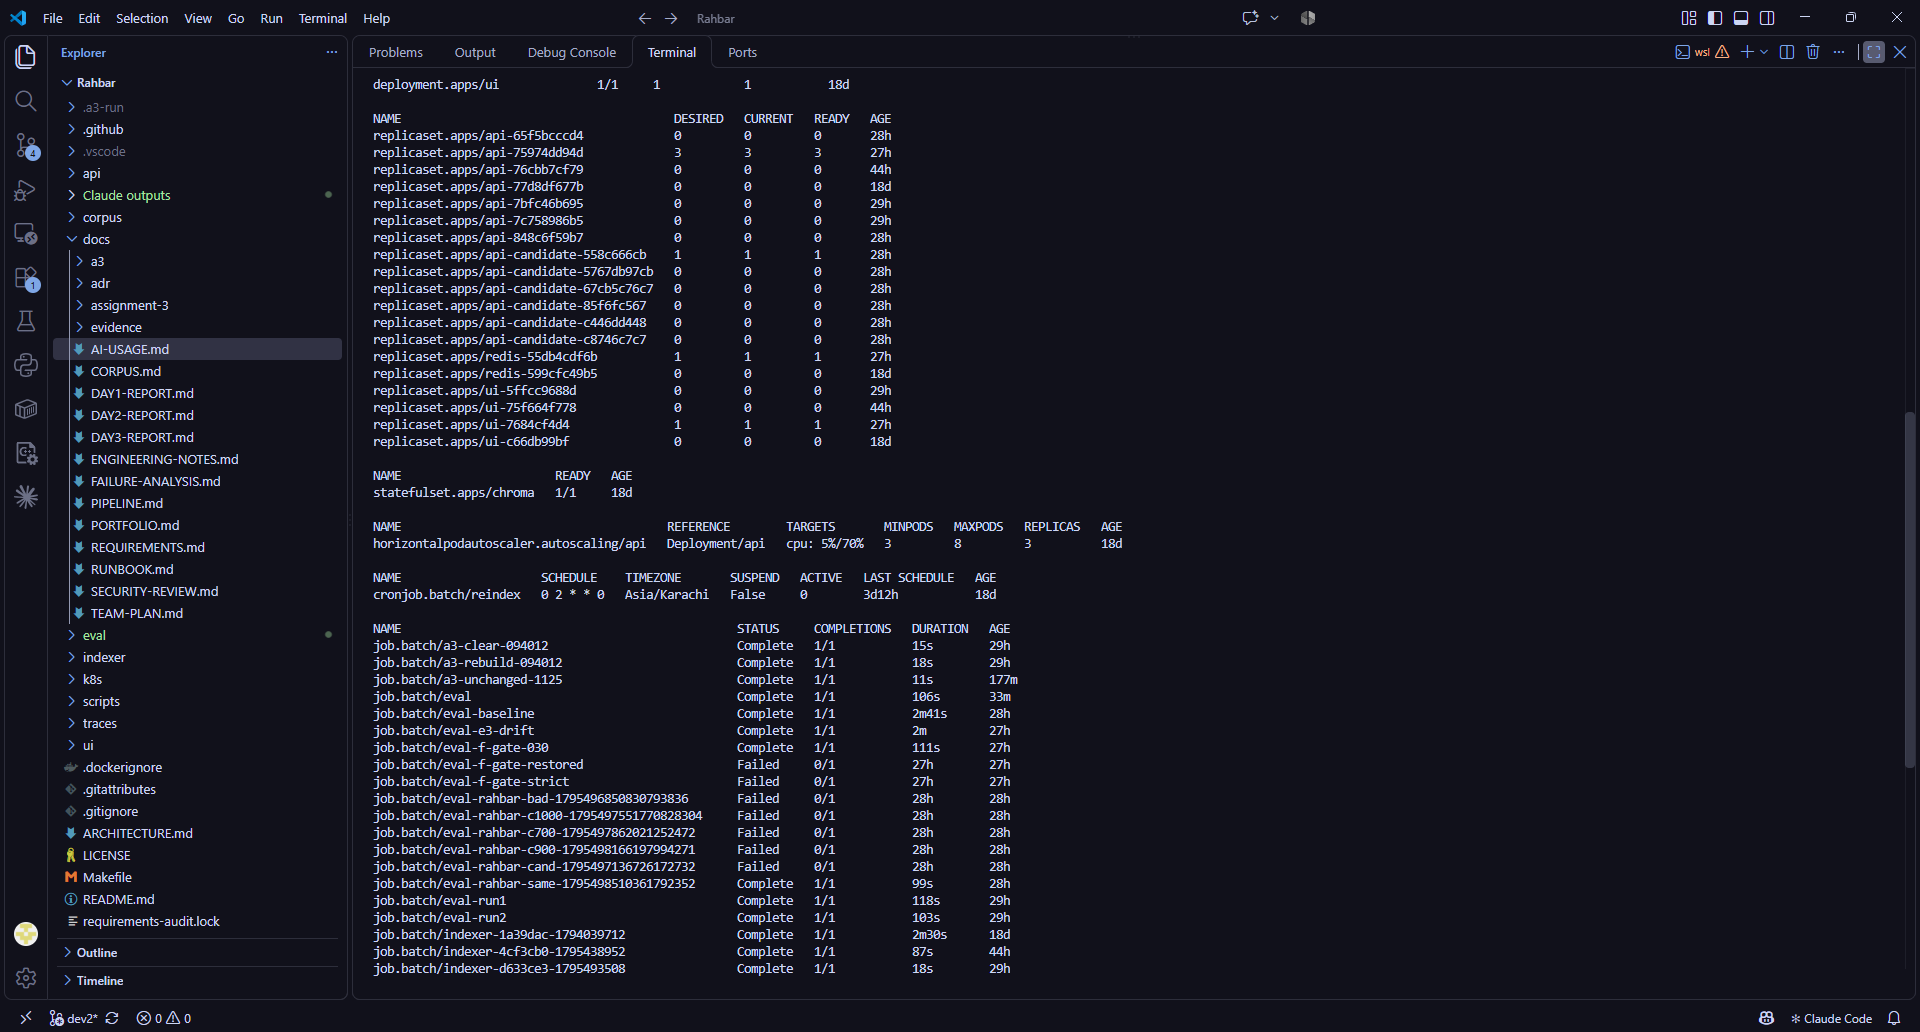 File Edit Selection View Go Run Terminal Help
Rahbar
Explorer
Problems Output Debug Console Terminal Ports
wsl
Rahbar
.a3-run
.github
.vscode
api
Claude outputs
corpus
docs
a3
adr
assignment-3
evidence
AI-USAGE.md
CORPUS.md
DAY1-REPORT.md
DAY2-REPORT.md
DAY3-REPORT.md
ENGINEERING-NOTES.md
FAILURE-ANALYSIS.md
PIPELINE.md
PORTFOLIO.md
REQUIREMENTS.md
RUNBOOK.md
SECURITY-REVIEW.md
TEAM-PLAN.md
eval
indexer
k8s
scripts
traces
ui
.dockerignore
.gitattributes
.gitignore
ARCHITECTURE.md
LICENSE
Makefile
README.md
requirements-audit.lock
Outline
Timeline
4
1
deployment.apps/ui 1/1 1 1 18d
NAME DESIRED CURRENT READY AGE
replicaset.apps/api-65f5bcccd4 0 0 0 28h
replicaset.apps/api-75974dd94d 3 3 3 27h
replicaset.apps/api-76cbb7cf79 0 0 0 44h
replicaset.apps/api-77d8df677b 0 0 0 18d
replicaset.apps/api-7bfc46b695 0 0 0 29h
replicaset.apps/api-7c758986b5 0 0 0 29h
replicaset.apps/api-848c6f59b7 0 0 0 28h
replicaset.apps/api-candidate-558c666cb 1 1 1 28h
replicaset.apps/api-candidate-5767db97cb 0 0 0 28h
replicaset.apps/api-candidate-67cb5c76c7 0 0 0 28h
replicaset.apps/api-candidate-85f6fc567 0 0 0 28h
replicaset.apps/api-candidate-c446dd448 0 0 0 28h
replicaset.apps/api-candidate-c8746c7c7 0 0 0 28h
replicaset.apps/redis-55db4cdf6b 1 1 1 27h
replicaset.apps/redis-599cfc49b5 0 0 0 18d
replicaset.apps/ui-5ffcc9688d 0 0 0 29h
replicaset.apps/ui-75f664f778 0 0 0 44h
replicaset.apps/ui-7684cf4d4 1 1 1 27h
replicaset.apps/ui-c66db99bf 0 0 0 18d
NAME READY AGE
statefulset.apps/chroma 1/1 18d
NAME REFERENCE TARGETS MINPODS MAXPODS REPLICAS AGE
horizontalpodautoscaler.autoscaling/api Deployment/api cpu: 5%/70% 3 8 3 18d
NAME SCHEDULE TIMEZONE SUSPEND ACTIVE LAST SCHEDULE AGE
cronjob.batch/reindex 0 2 * * 0 Asia/Karachi False 0 3d12h 18d
NAME STATUS COMPLETIONS DURATION AGE
job.batch/a3-clear-094012 Complete 1/1 15s 29h
job.batch/a3-rebuild-094012 Complete 1/1 18s 29h
job.batch/a3-unchanged-1125 Complete 1/1 11s 177m
job.batch/eval Complete 1/1 106s 33m
job.batch/eval-baseline Complete 1/1 2m41s 28h
job.batch/eval-e3-drift Complete 1/1 2m 27h
job.batch/eval-f-gate-030 Complete 1/1 111s 27h
job.batch/eval-f-gate-restored Failed 0/1 27h 27h
job.batch/eval-f-gate-strict Failed 0/1 27h 27h
job.batch/eval-rahbar-bad-1795496850830793836 Failed 0/1 28h 28h
job.batch/eval-rahbar-c1000-1795497551770828304 Failed 0/1 28h 28h
job.batch/eval-rahbar-c700-1795497862021252472 Failed 0/1 28h 28h
job.batch/eval-rahbar-c900-1795498166197994271 Failed 0/1 28h 28h
job.batch/eval-rahbar-cand-1795497136726172732 Failed 0/1 28h 28h
job.batch/eval-rahbar-same-1795498510361792352 Complete 1/1 99s 28h
job.batch/eval-run1 Complete 1/1 118s 29h
job.batch/eval-run2 Complete 1/1 103s 29h
job.batch/indexer-1a39dac-1794039712 Complete 1/1 2m30s 18d
job.batch/indexer-4cf3cb0-1795438952 Complete 1/1 87s 44h
job.batch/indexer-d633ce3-1795493508 Complete 1/1 18s 29h
dev2* 0 0
Claude Code